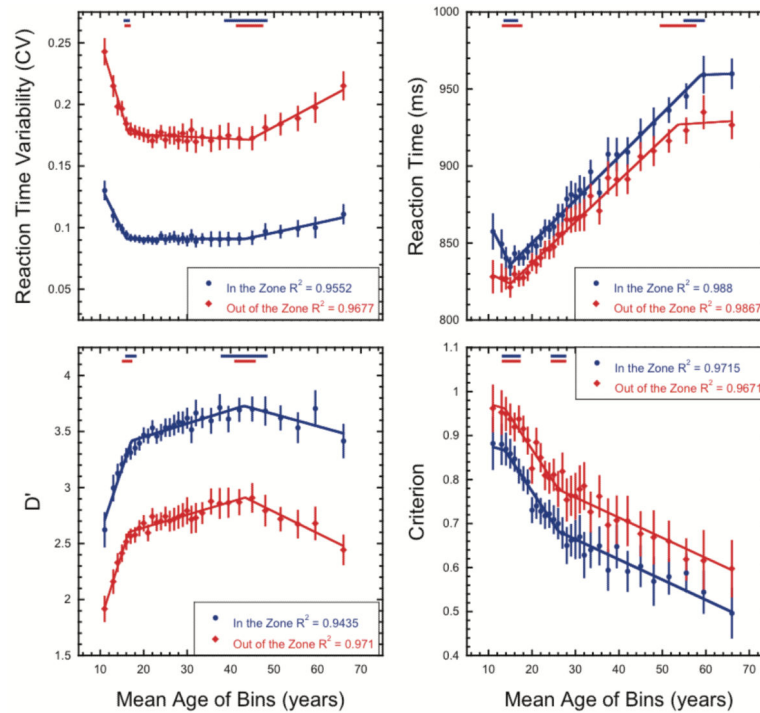 Reaction Time Variability (CV)
0.25
0.2
0.15
0.1
0.05
In the Zone R² = 0.9552
Out of the Zone R² = 0.9677
Reaction Time (ms)
1000
960
920
880
840
800
In the Zone R² = 0.988
Out of the Zone R² = 0.9867
D'
4
3.5
3
2.5
2
1.5
In the Zone R² = 0.9435
Out of the Zone R² = 0.971
10 20 30 40 50 60 70
Mean Age of Bins (years)
Criterion
1.1
1
0.9
0.8
0.7
0.6
0.5
0.4
In the Zone R² = 0.9715
Out of the Zone R² = 0.9671
10 20 30 40 50 60 70
Mean Age of Bins (years)